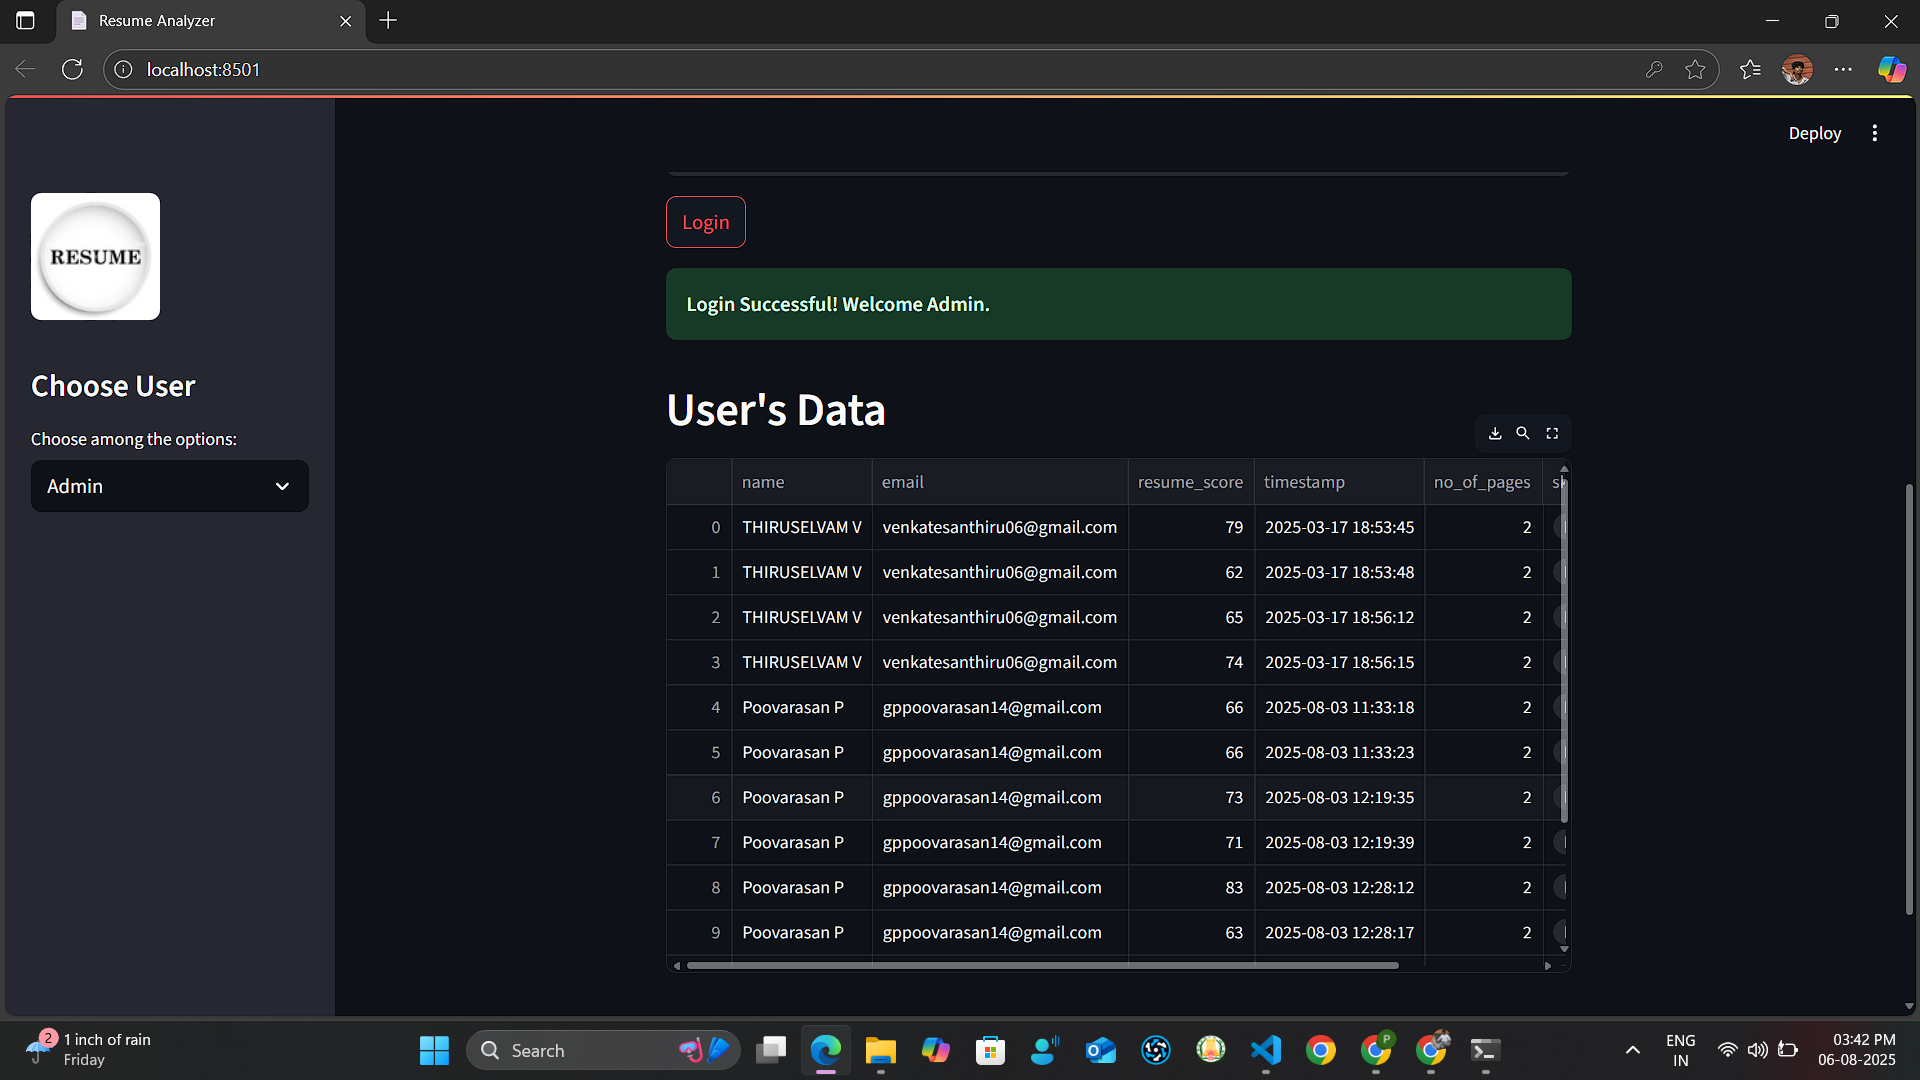 Resume Analyzer
localhost:8501
Deploy
RESUME
Choose User
Choose among the options:
Admin
Login
Login Successful! Welcome Admin.
User's Data
name email resume_score timestamp no_of_pages
0 THIRUSELVAM V venkatesanthiru06@gmail.com 79 2025-03-17 18:53:45 2
1 THIRUSELVAM V venkatesanthiru06@gmail.com 62 2025-03-17 18:53:48 2
2 THIRUSELVAM V venkatesanthiru06@gmail.com 65 2025-03-17 18:56:12 2
3 THIRUSELVAM V venkatesanthiru06@gmail.com 74 2025-03-17 18:56:15 2
4 Poovarasan P gppoovarasan14@gmail.com 66 2025-08-03 11:33:18 2
5 Poovarasan P gppoovarasan14@gmail.com 66 2025-08-03 11:33:23 2
6 Poovarasan P gppoovarasan14@gmail.com 73 2025-08-03 12:19:35 2
7 Poovarasan P gppoovarasan14@gmail.com 71 2025-08-03 12:19:39 2
8 Poovarasan P gppoovarasan14@gmail.com 83 2025-08-03 12:28:12 2
9 Poovarasan P gppoovarasan14@gmail.com 63 2025-08-03 12:28:17 2
2
1 inch of rain
Friday
Search
P
ENG
IN
03:42 PM
06-08-2025